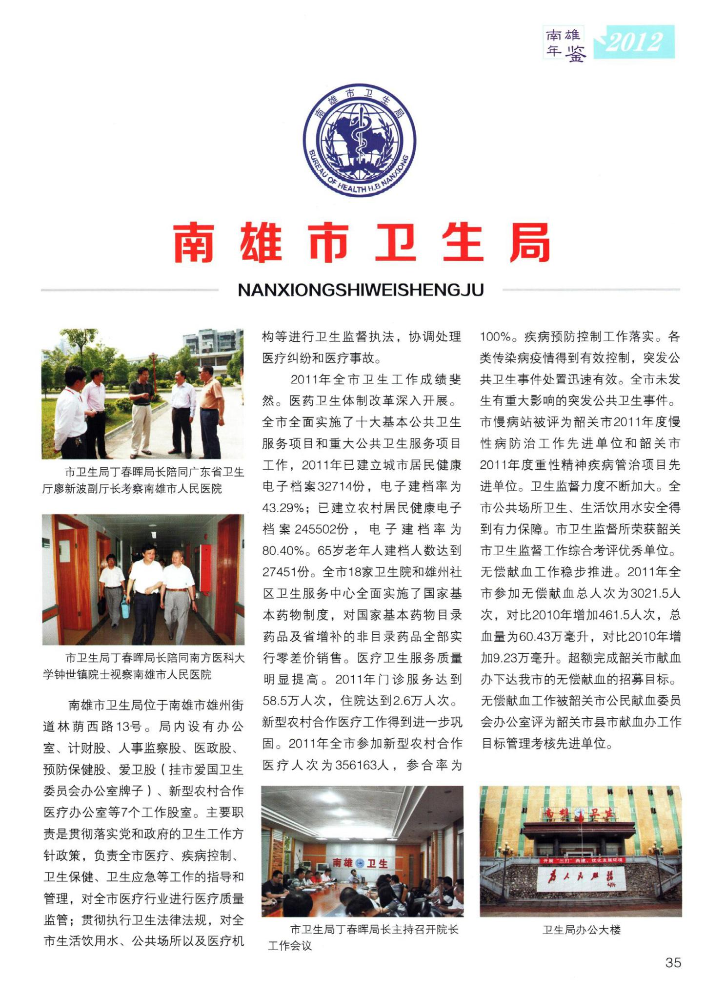 南雄
年鉴
2012
南雄市卫生局
BUREAU OF HEALTH H.B NANXIONG
南雄市卫生局
NANXIONGSHIWEISHENGJU
市卫生局丁春晖局长陪同广东省卫生
厅廖新波副厅长考察南雄市人民医院
市卫生局丁春晖局长陪同南方医科大
学钟世镇院士视察南雄市人民医院
南雄市卫生局位于南雄市雄州街
道林荫西路13号。局内设有办公
室、计财股、人事监察股、医政股、
预防保健股、爱卫股（挂市爱国卫生
委员会办公室牌子）、新型农村合作
医疗办公室等7个工作股室。主要职
责是贯彻落实党和政府的卫生工作方
针政策，负责全市医疗、疾病控制、
卫生保健、卫生应急等工作的指导和
管理，对全市医疗行业进行医疗质量
监管；贯彻执行卫生法律法规，对全
市生活饮用水、公共场所以及医疗机
构等进行卫生监督执法，协调处理
医疗纠纷和医疗事故。
2011年全市卫生工作成绩斐
然。医药卫生体制改革深入开展。
全市全面实施了十大基本公共卫生
服务项目和重大公共卫生服务项目
工作，2011年已建立城市居民健康
电子档案32714份，电子建档率为
43.29%；已建立农村居民健康电子
档案245502份，电子建档率为
80.40%。65岁老年人建档人数达到
27451份。全市18家卫生院和雄州社
区卫生服务中心全面实施了国家基
本药物制度，对国家基本药物目录
药品及省增补的非目录药品全部实
行零差价销售。医疗卫生服务质量
明显提高。2011年门诊服务达到
58.5万人次，住院达到2.6万人次。
新型农村合作医疗工作得到进一步巩
固。2011年全市参加新型农村合作
医疗人次为356163人，参合率为
100%。疾病预防控制工作落实。各
类传染病疫情得到有效控制，突发公
共卫生事件处置迅速有效。全市未发
生有重大影响的突发公共卫生事件。
市慢病站被评为韶关市2011年度慢
性病防治工作先进单位和韶关市
2011年度重性精神疾病管治项目先
进单位。卫生监督力度不断加大。全
市公共场所卫生、生活饮用水安全得
到有力保障。市卫生监督所荣获韶关
市卫生监督工作综合考评优秀单位。
无偿献血工作稳步推进。2011年全
市参加无偿献血总人次为3021.5人
次，对比2010年增加461.5人次，总
血量为60.43万毫升，对比2010年增
加9.23万毫升。超额完成韶关市献血
办下达我市的无偿献血的招募目标。
无偿献血工作被韶关市公民献血委员
会办公室评为韶关市县市献血办工作
目标管理考核先进单位。
南雄 卫生
市卫生局丁春晖局长主持召开院长
工作会议
南雄 卫生
开展“三打”两建，优化发展环境
为人民服务
卫生局办公大楼
35